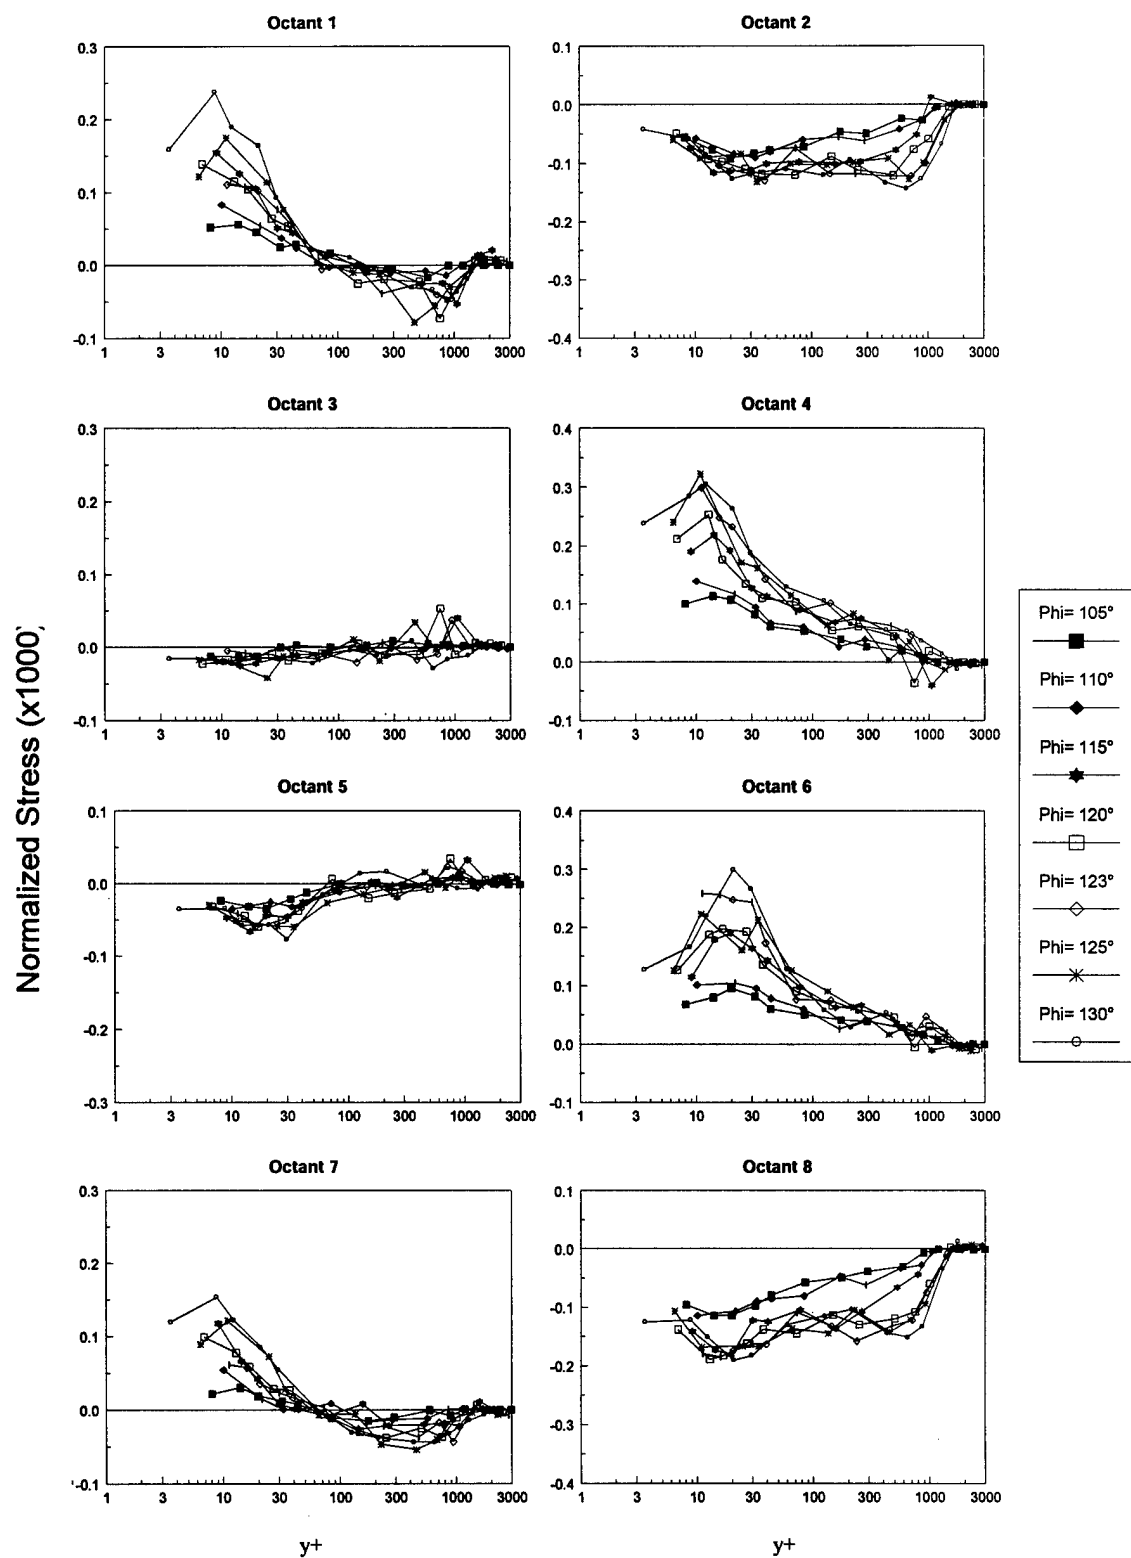 Octant 1
Octant 2
0.3
0.2
0.1
0.0
-0.1
1 3 10 30 100 300 1000 3000
0.1
0.0
-0.1
-0.2
-0.3
-0.4
1 3 10 30 100 300 1000 3000
Octant 3
Octant 4
0.3
0.2
0.1
0.0
-0.1
1 3 10 30 100 300 1000 3000
0.4
0.3
0.2
0.1
0.0
-0.1
1 3 10 30 100 300 1000 3000
Octant 5
Octant 6
0.1
0.0
-0.1
-0.2
-0.3
1 3 10 30 100 300 1000 3000
0.4
0.3
0.2
0.1
0.0
-0.1
1 3 10 30 100 300 1000 3000
Octant 7
Octant 8
0.3
0.2
0.1
0.0
-0.1
1 3 10 30 100 300 1000 3000
0.1
0.0
-0.1
-0.2
-0.3
-0.4
1 3 10 30 100 300 1000 3000
Normalized Stress (x1000)
y+
y+
Phi= 105°
Phi= 110°
Phi= 115°
Phi= 120°
Phi= 123°
Phi= 125°
Phi= 130°